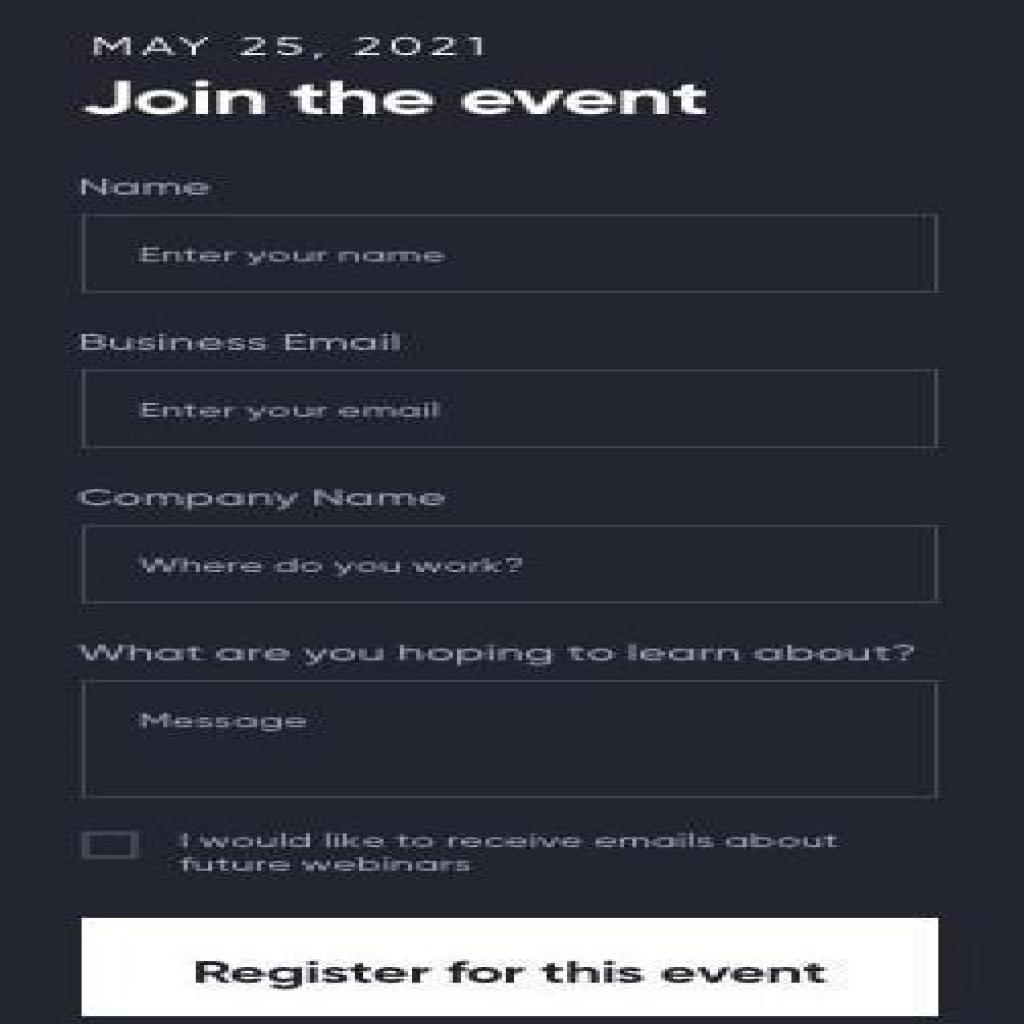 MAY 25, 2021
Join the event
Name
Enter your name
Business Email
Enter your email
Company Name
Where do you work?
What are you hoping to learn about?
Message
I would like to receive emails about
future webinars
Register for this event